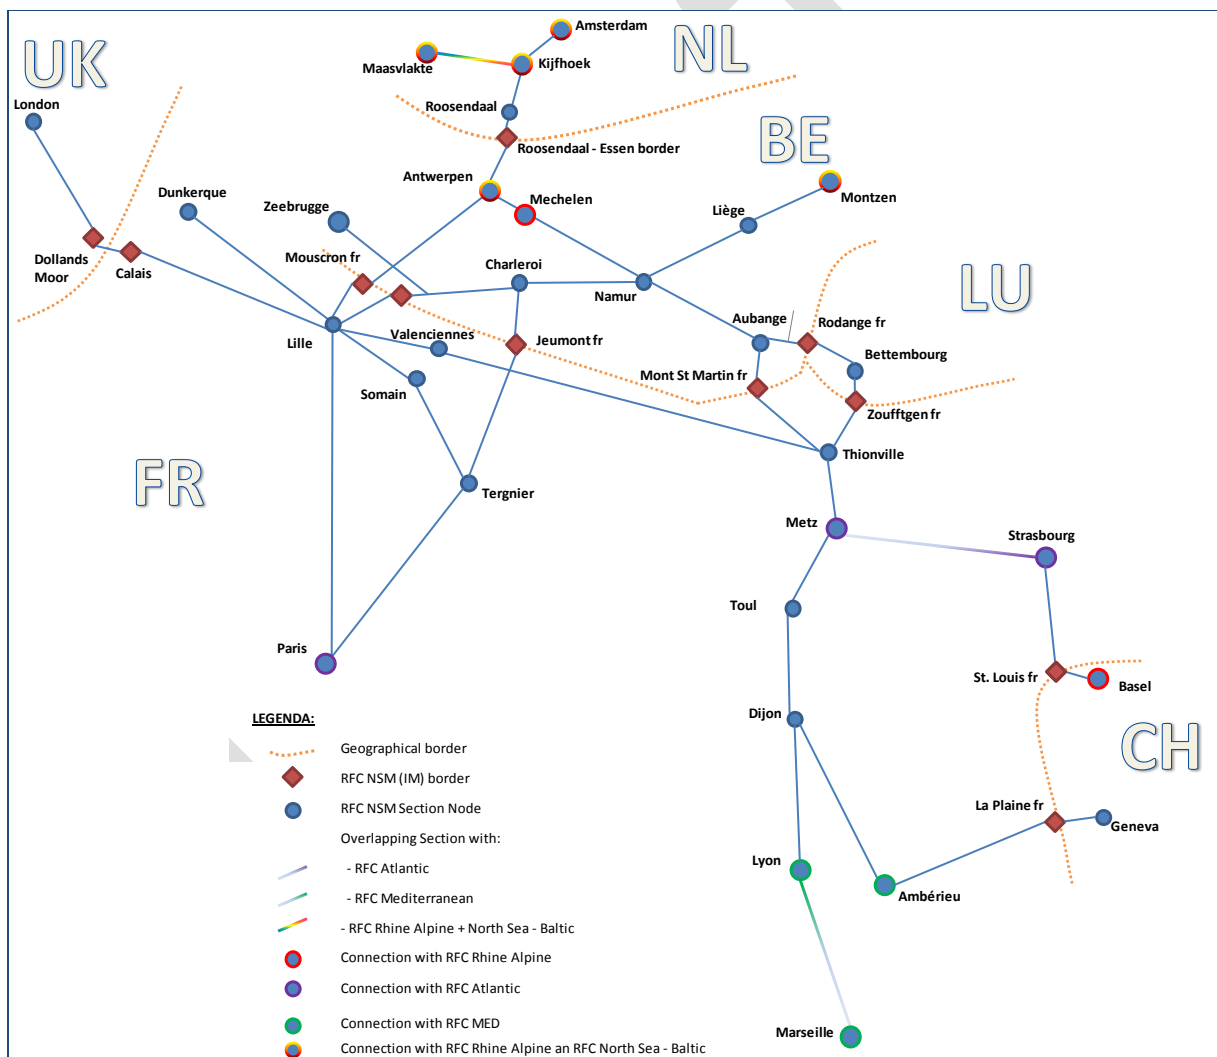 Amsterdam
UK
NL
Maasvlakte
Kijfhoek
London
Roosendaal
BE
Roosendaal - Essen border
Antwerpen
Dunkerque
Mechelen
Zeebrugge
Liège
Montzen
Dollands
Moor
Calais
Mouscron fr
Charleroi
Namur
LU
Aubange
Rodange fr
Lille
Valenciennes
Jeumont fr
Bettembourg
Mont St Martin fr
Somain
Zoufftgen fr
FR
Thionville
Tergnier
Metz
Strasbourg
Toul
Paris
St. Louis fr
Basel
Dijon
CH
LEGENDA:
Geographical border
RFC NSM (IM) border
RFC NSM Section Node
La Plaine fr
Geneva
Overlapping Section with:
- RFC Atlantic
Lyon
Ambérieu
- RFC Mediterranean
- RFC Rhine Alpine + North Sea - Baltic
Connection with RFC Rhine Alpine
Connection with RFC Atlantic
Connection with RFC MED
Marseille
Connection with RFC Rhine Alpine an RFC North Sea - Baltic